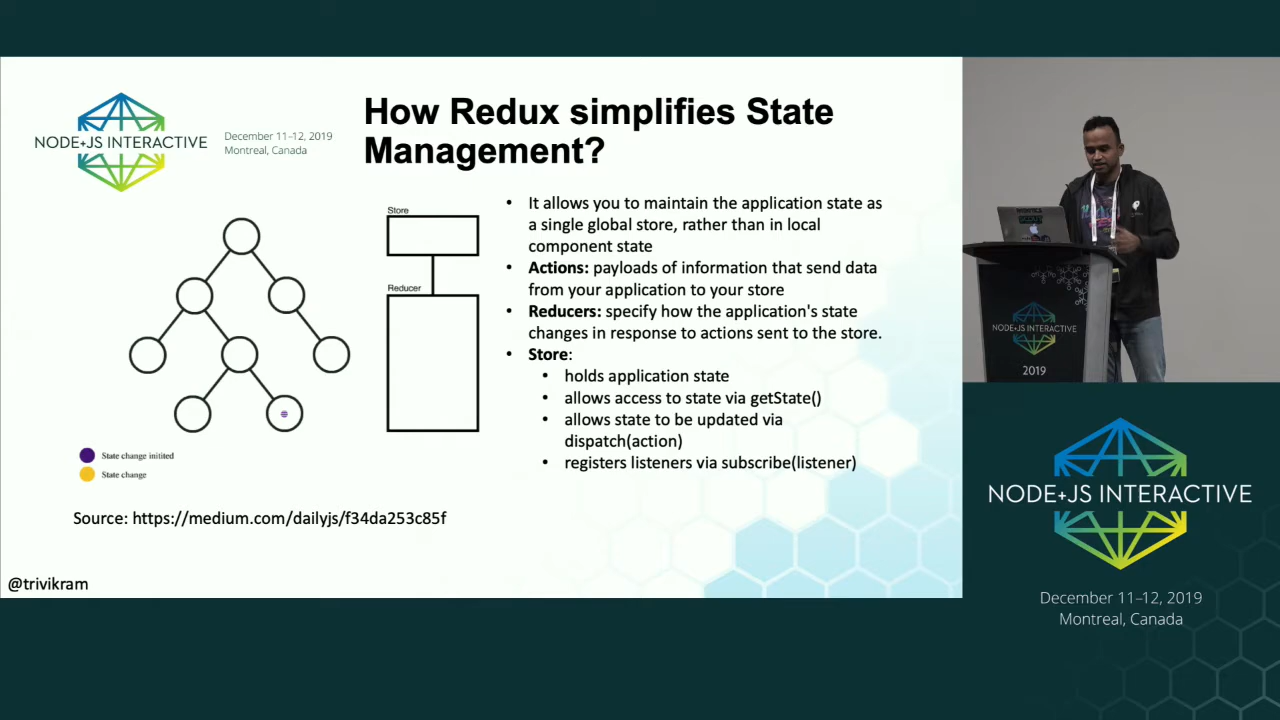 How Redux simplifies State
Management?
NODE+JS INTERACTIVE
December 11–12, 2019
Montreal, Canada
Store
Reducer
State change initited
State change
Source: https://medium.com/dailyjs/f34da253c85f
@trivikram
• It allows you to maintain the application state as
a single global store, rather than in local
component state
• Actions: payloads of information that send data
from your application to your store
• Reducers: specify how the application's state
changes in response to actions sent to the store.
• Store:
• holds application state
• allows access to state via getState()
• allows state to be updated via
dispatch(action)
• registers listeners via subscribe(listener)
NODE+JS INTERACTIVE
2019
NODE+JS INTERACTIVE
December 11–12, 2019
Montreal, Canada